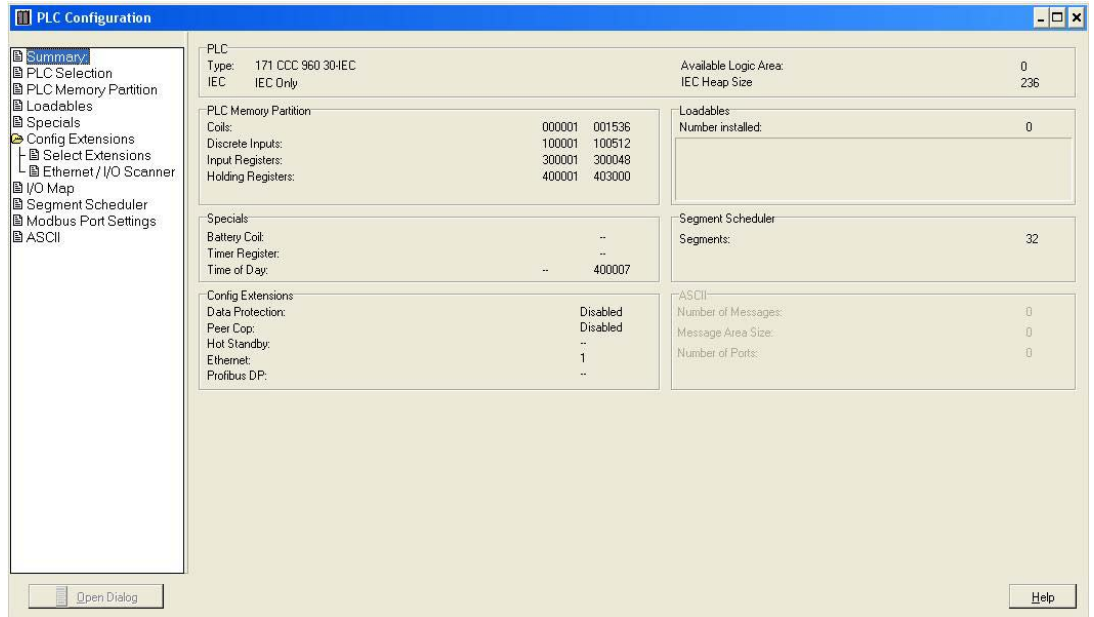 PLC Configuration
Summary:
PLC Selection
PLC Memory Partition
Loadables
Specials
Config Extensions
Select Extensions
Ethernet / I/O Scanner
I/O Map
Segment Scheduler
Modbus Port Settings
ASCII
PLC
Type: 171 CCC 960 30-IEC Available Logic Area: 0
IEC IEC Only IEC Heap Size 236
PLC Memory Partition
Coils: 000001 001536
Discrete Inputs: 100001 100512
Input Registers: 300001 300048
Holding Registers: 400001 403000
Loadables
Number installed: 0
Specials
Battery Coil: --
Timer Register: --
Time of Day: -- 400007
Segment Scheduler
Segments: 32
Config Extensions
Data Protection: Disabled
Peer Cop: Disabled
Hot Standby: --
Ethernet: 1
Profibus DP: --
ASCII
Number of Messages: 0
Message Area Size: 0
Number of Ports: 0
Open Dialog
Help